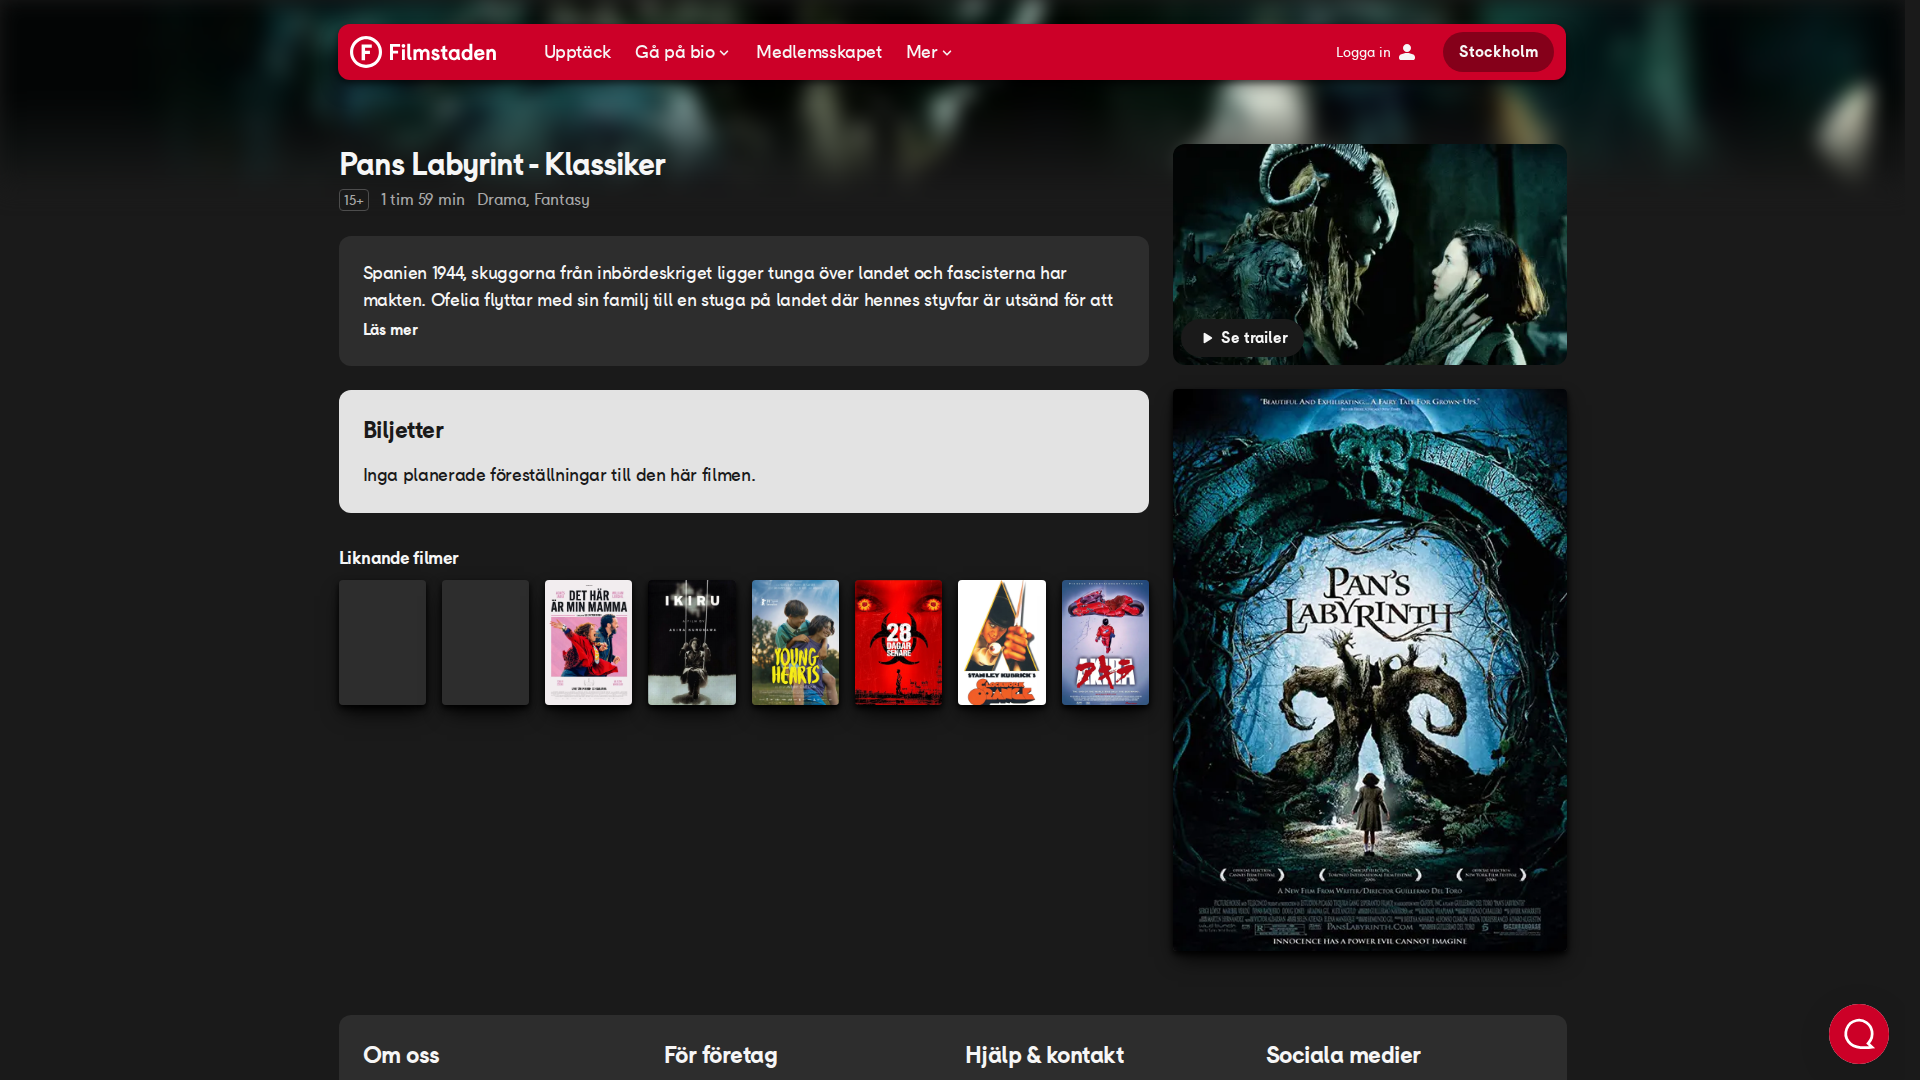 Filmstaden
Upptäck
Gå på bio
Medlemsskapet
Mer
Logga in
Stockholm
Pans Labyrint - Klassiker
15+ 1 tim 59 min Drama, Fantasy
Spanien 1944, skuggorna från inbördeskriget ligger tunga över landet och fascisterna har
makten. Ofelia flyttar med sin familj till en stuga på landet där hennes styvfar är utsänd för att
Läs mer
Se trailer
Biljetter
Inga planerade föreställningar till den här filmen.
Liknande filmer
DET HÄR
ÄR MIN MAMMA
IKIRU
AKIRA KUROSAWA
YOUNG
HEARTS
28
DAGAR
SENARE
STANLEY KUBRICK'S
CLOCKWORK
ORANGE
"BEAUTIFUL AND EXHILIRATING... A FAIRY TALE FOR GROWN-UPS."
PAN'S
LABYRINTH
A NEW FILM FROM WRITER/DIRECTOR GUILLERMO DEL TORO
PANSLABYRINTH.COM
INNOCENCE HAS A POWER EVIL CANNOT IMAGINE
Om oss
För företag
Hjälp & kontakt
Sociala medier